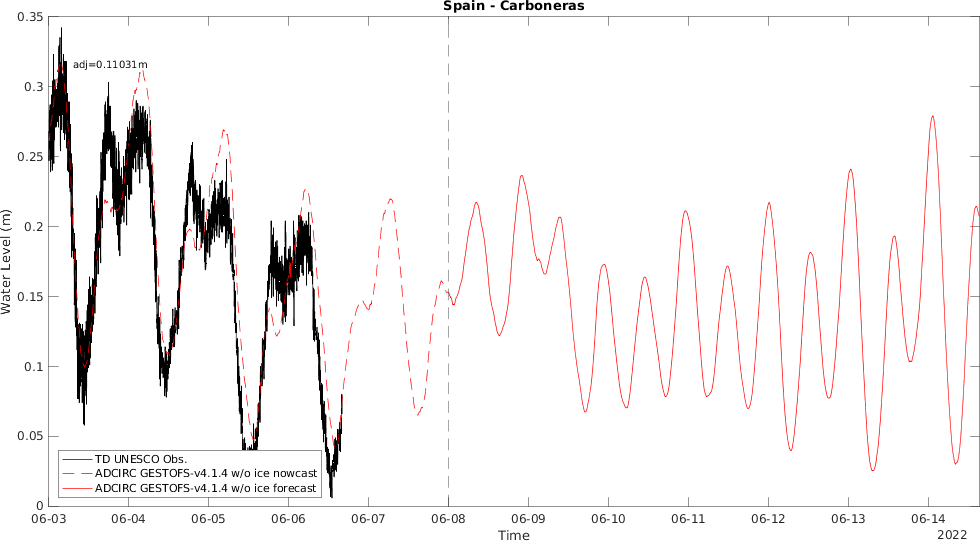 Spain - Carboneras
0.35
adj=0.11031m
0.3
0.25
0.2
0.15
0.1
0.05
0
Water Level (m)
TD UNESCO Obs.
ADCIRC GESTOFS-v4.1.4 w/o ice nowcast
ADCIRC GESTOFS-v4.1.4 w/o ice forecast
06-03 06-04 06-05 06-06 06-07 06-08 06-09 06-10 06-11 06-12 06-13 06-14
Time
2022